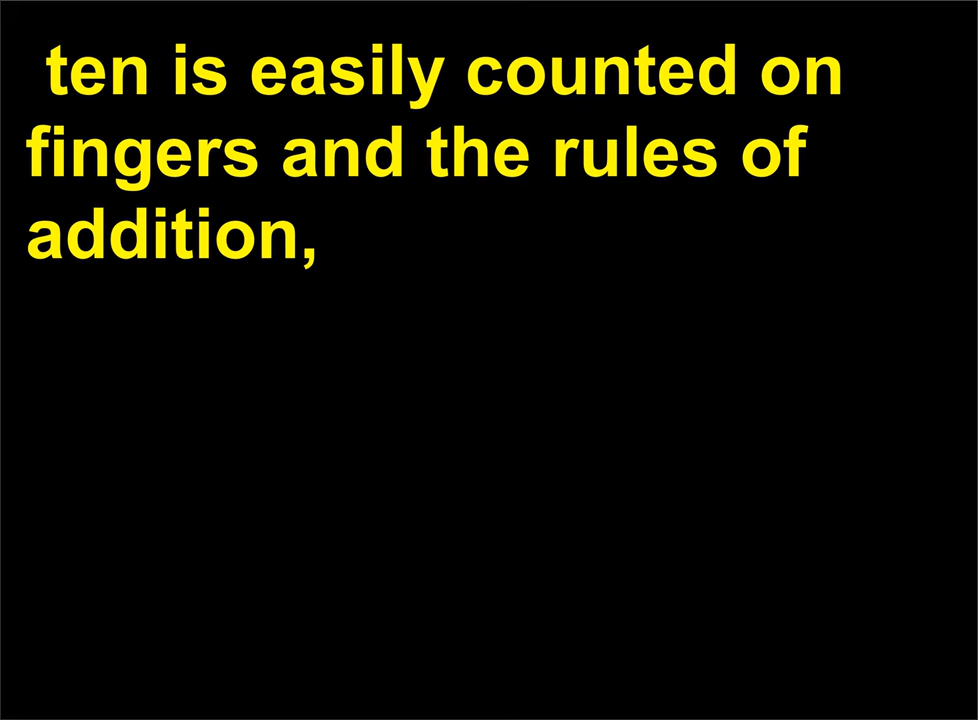 ten is easily counted on
fingers and the rules of
addition,